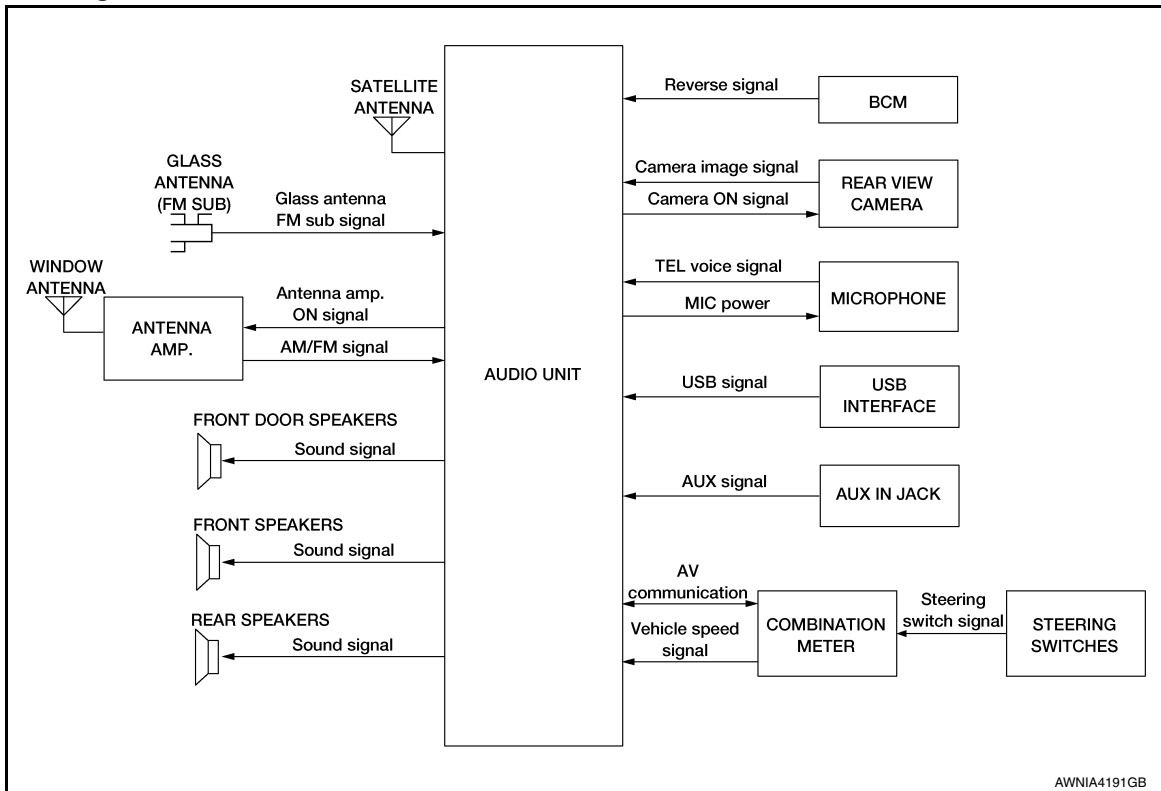 SATELLITE
ANTENNA
GLASS
ANTENNA
(FM SUB)
Glass antenna
FM sub signal
WINDOW
ANTENNA
ANTENNA
AMP.
Antenna amp.
ON signal
AM/FM signal
FRONT DOOR SPEAKERS
Sound signal
FRONT SPEAKERS
Sound signal
REAR SPEAKERS
Sound signal
AUDIO UNIT
Reverse signal
BCM
Camera image signal
Camera ON signal
REAR VIEW
CAMERA
TEL voice signal
MIC power
MICROPHONE
USB signal
USB
INTERFACE
AUX signal
AUX IN JACK
AV
communication
Vehicle speed
signal
COMBINATION
METER
Steering
switch signal
STEERING
SWITCHES
AWNIA4191GB